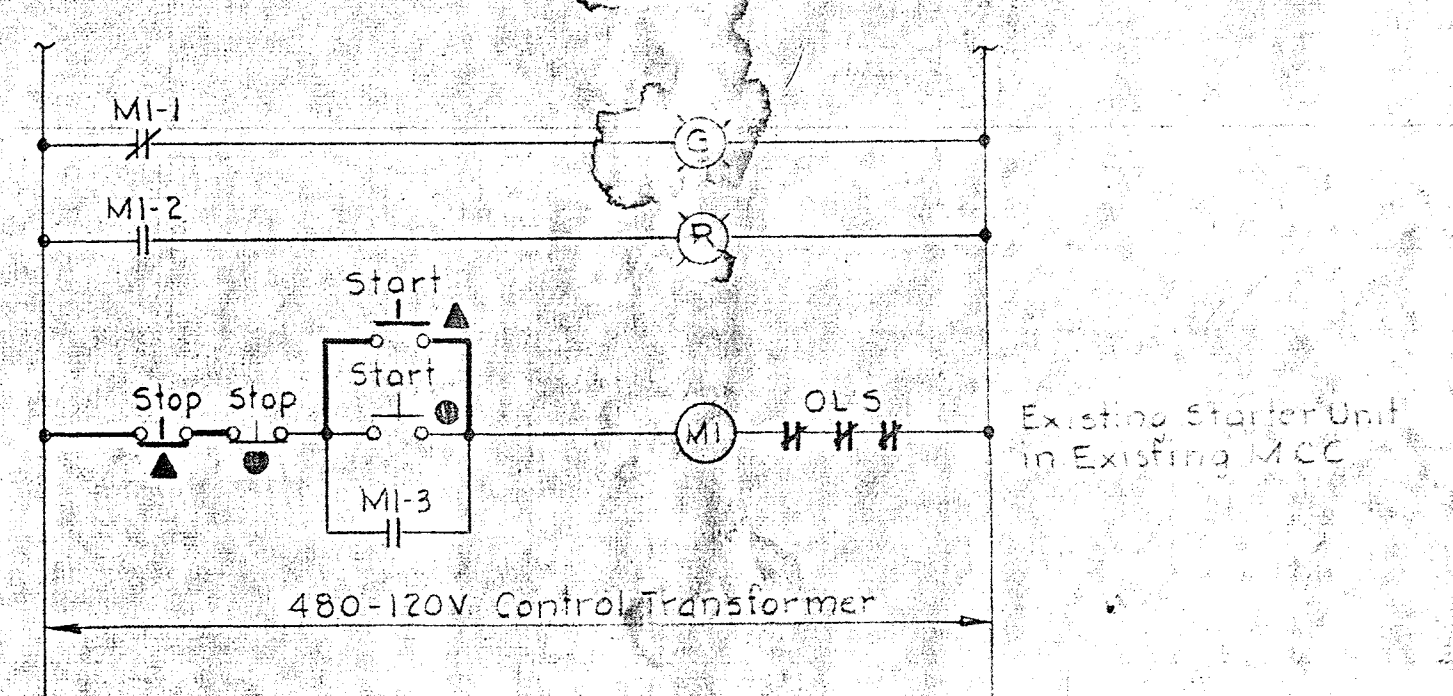 M1-1
G
M1-2
R
Start
Start
Stop Stop
M1
OL'S
Existing Starter Unit
in Existing MCC
M1-3
480-120V Control Transformer